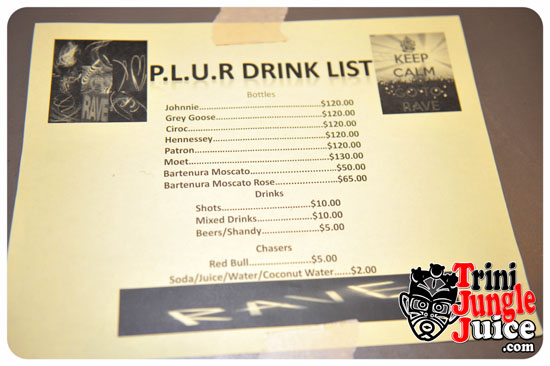 P.L.U.R DRINK LIST
RAVE
KEEP
CALM
GO TO
RAVE
Bottles
Johnnie.....................................$120.00
Grey Goose.....................................$120.00
Ciroc.....................................$120.00
Hennessey.....................................$120.00
Patron.....................................$120.00
Moet.....................................$130.00
Bartenura Moscato.........................$50.00
Bartenura Moscato Rose...................$65.00
Drinks
Shots.........................$10.00
Mixed Drinks...................$10.00
Beers/Shandy...................$5.00
Chasers
Red Bull.................$5.00
Soda/Juice/Water/Coconut Water......$2.00
RAVE
Trini
Jungle
Juice
.com